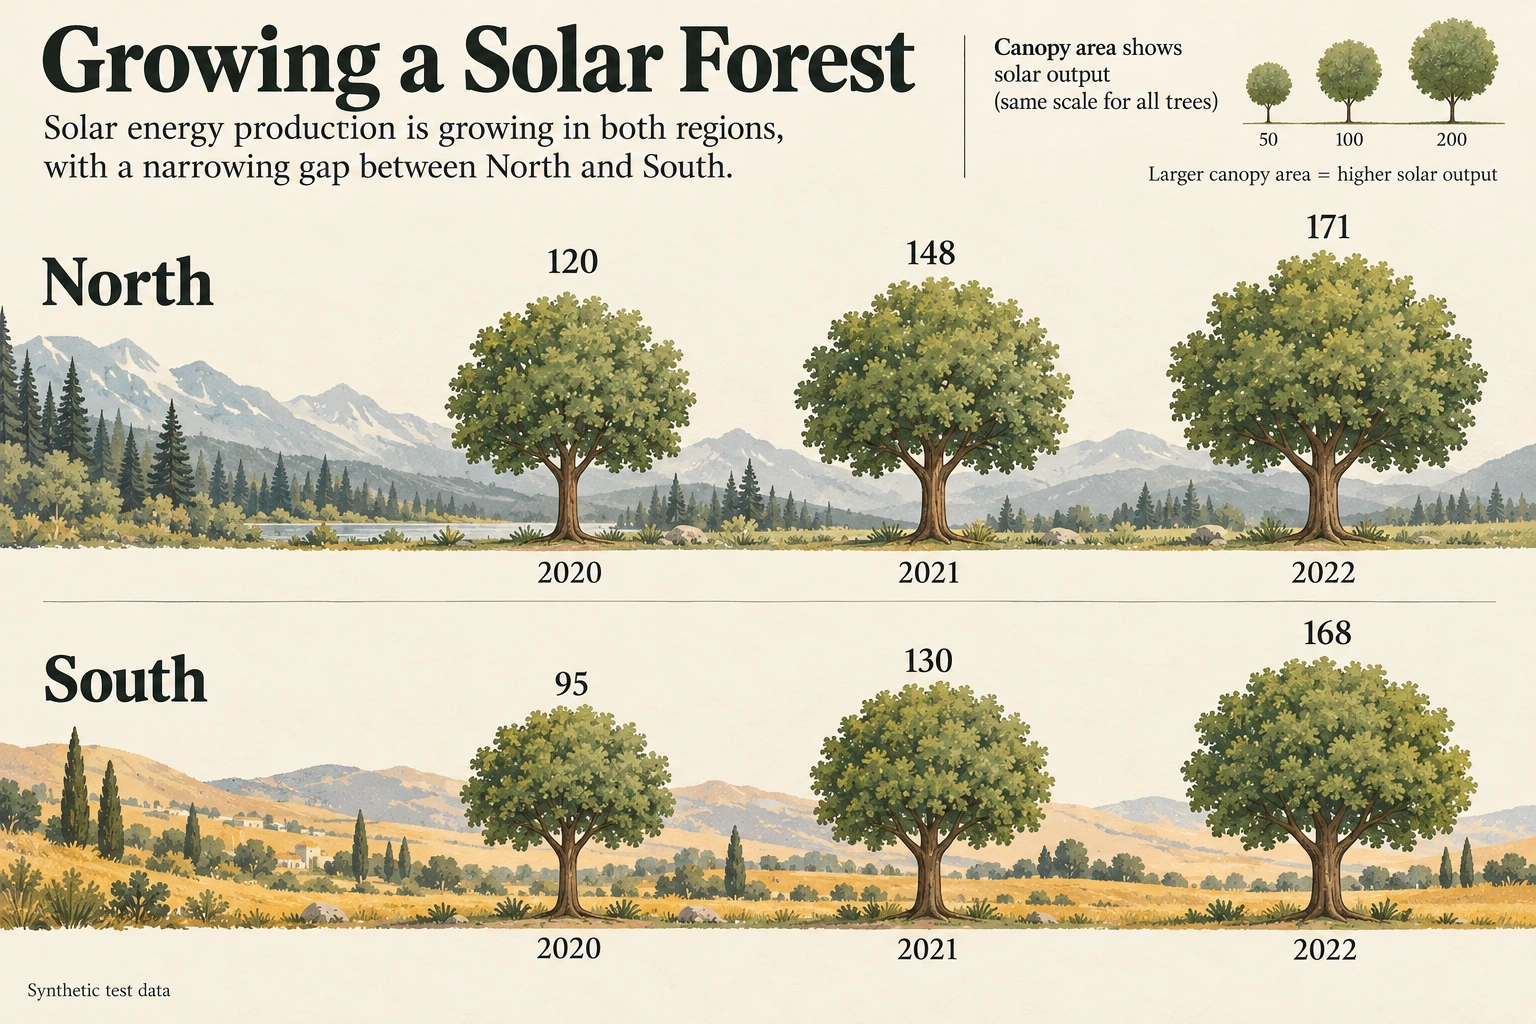 Growing a Solar Forest
Solar energy production is growing in both regions,
with a narrowing gap between North and South.
Canopy area shows
solar output
(same scale for all trees)
50 100 200
Larger canopy area = higher solar output
North
120 148 171
2020 2021 2022
South
95 130 168
2020 2021 2022
Synthetic test data